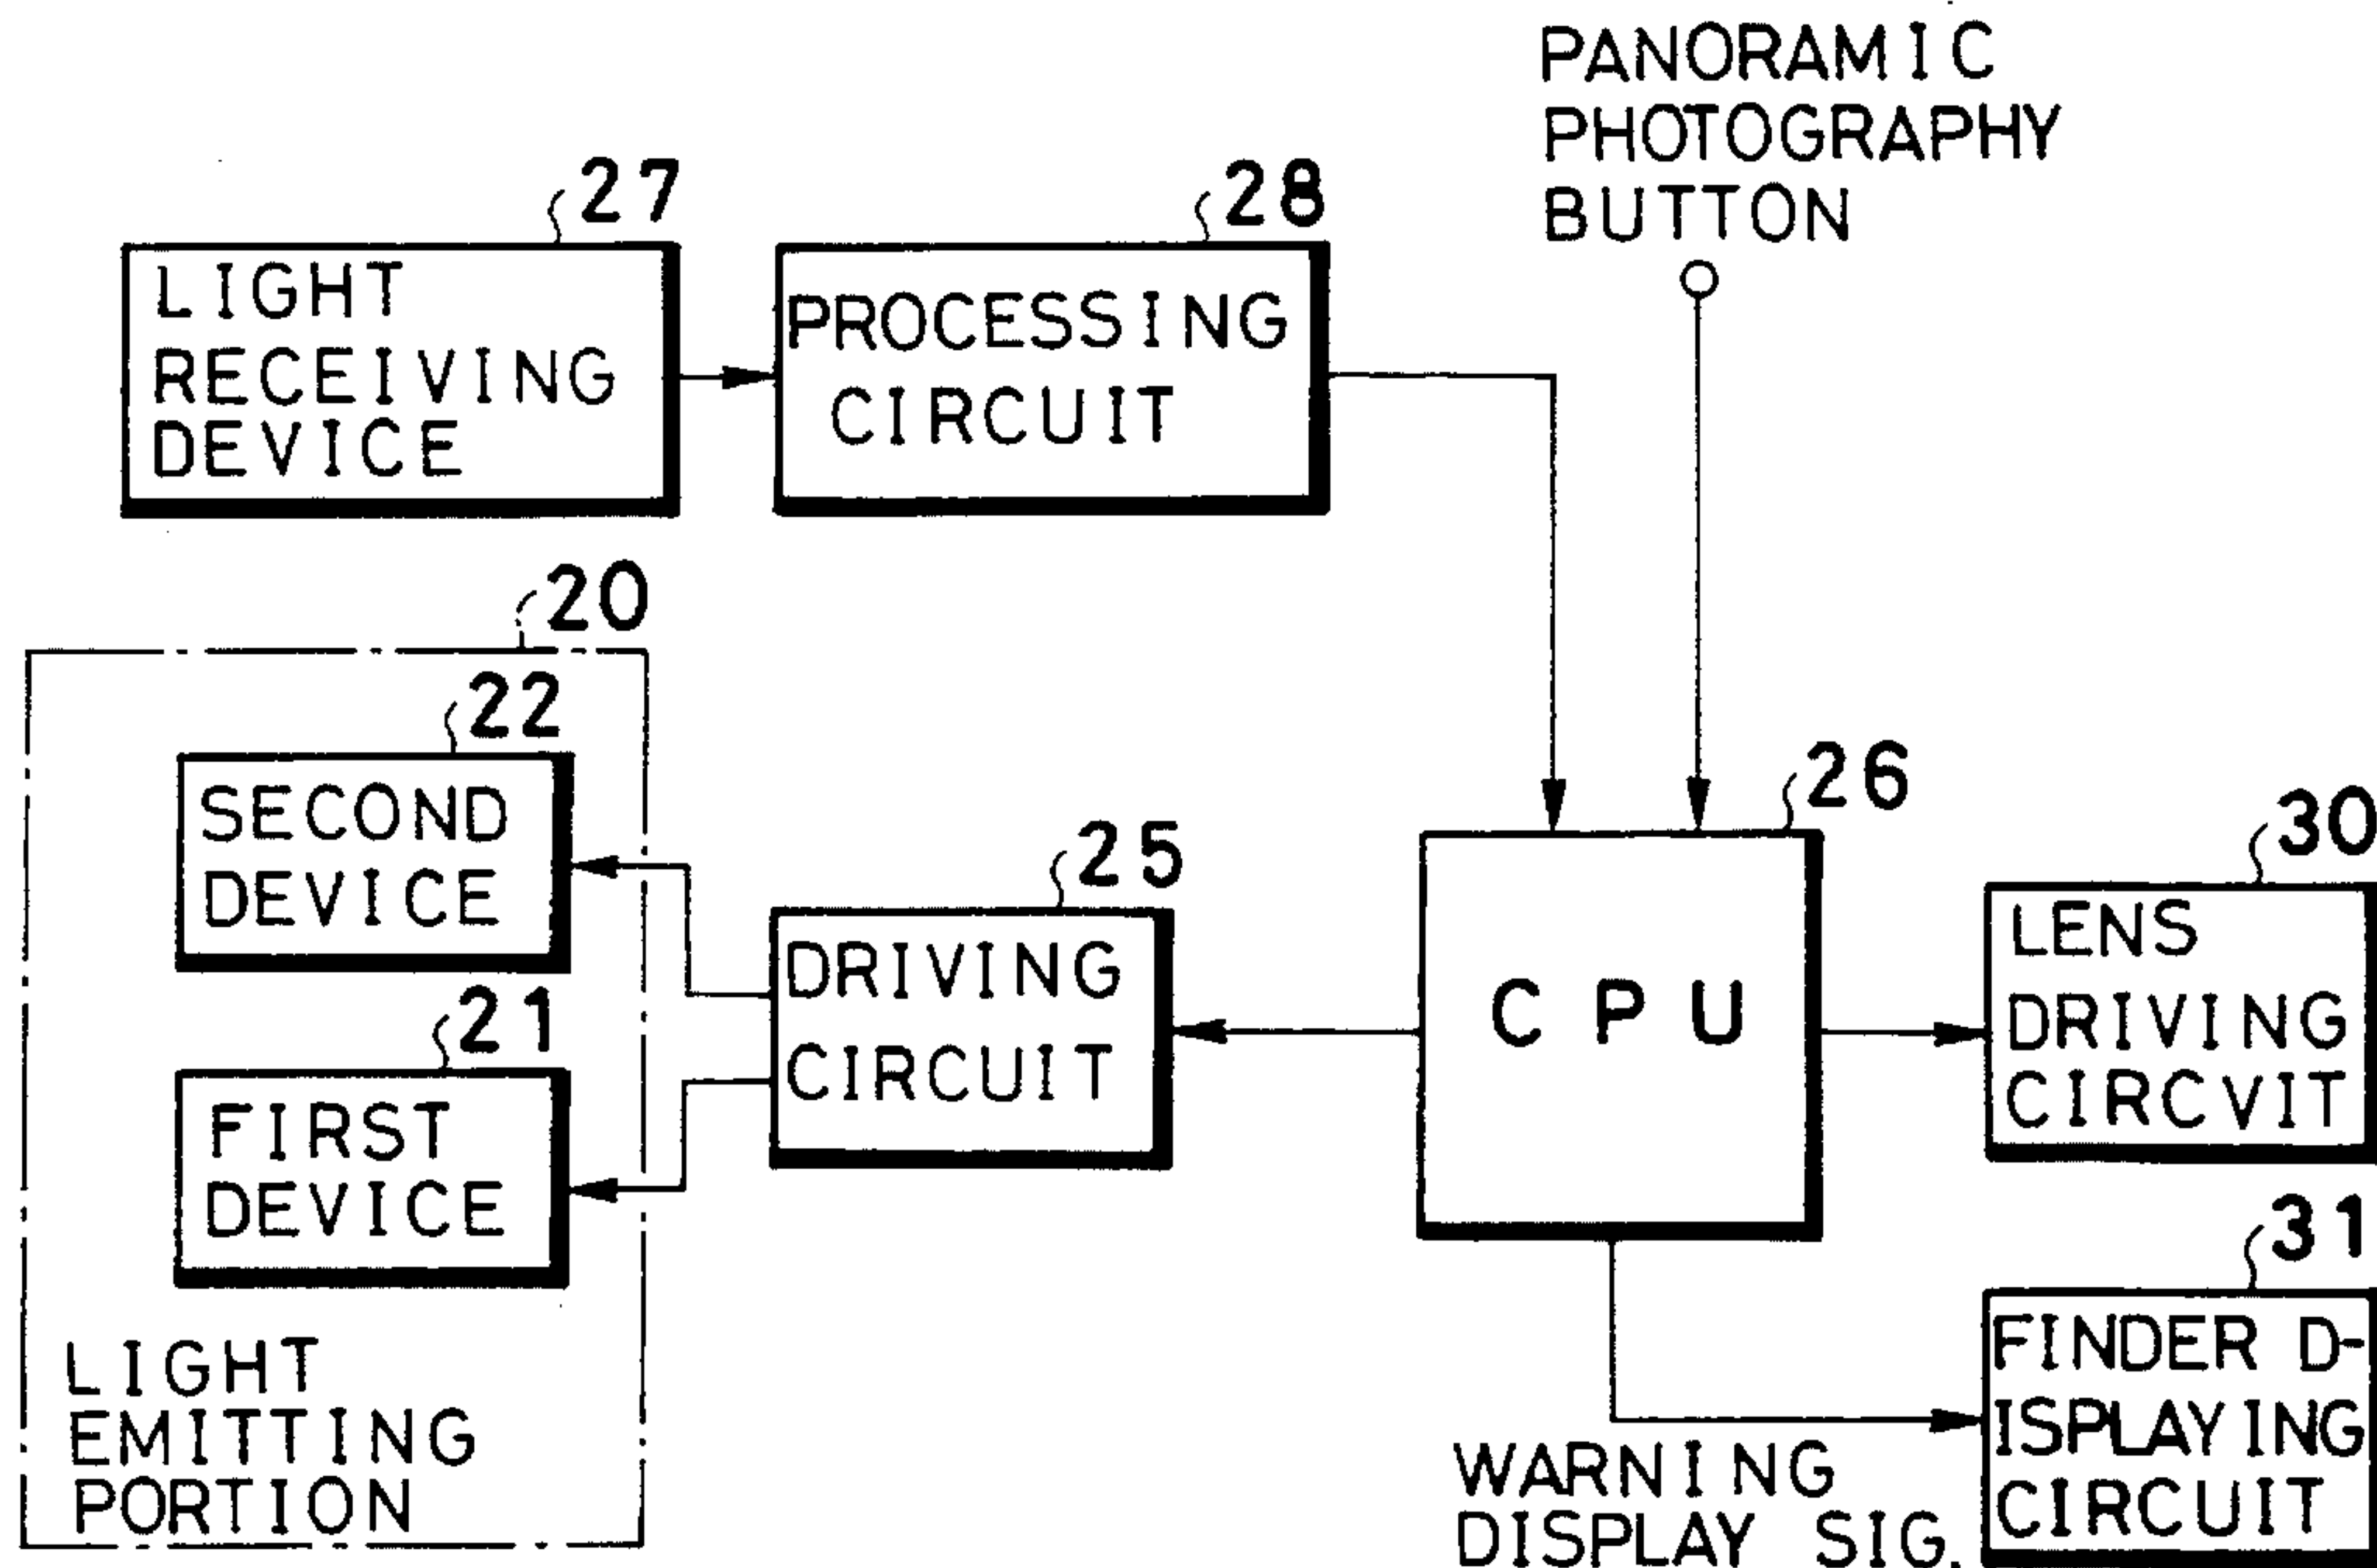 PANORAMIC
PHOTOGRAPHY
BUTTON
27
28
LIGHT
RECEIVING
DEVICE
PROCESSING
CIRCUIT
20
22
SECOND
DEVICE
21
FIRST
DEVICE
LIGHT
EMITTING
PORTION
25
DRIVING
CIRCUIT
26
CPU
30
LENS
DRIVING
CIRCVIT
31
FINDER D-
ISPLAYING
CIRCUIT
WARNING
DISPLAY SIG.